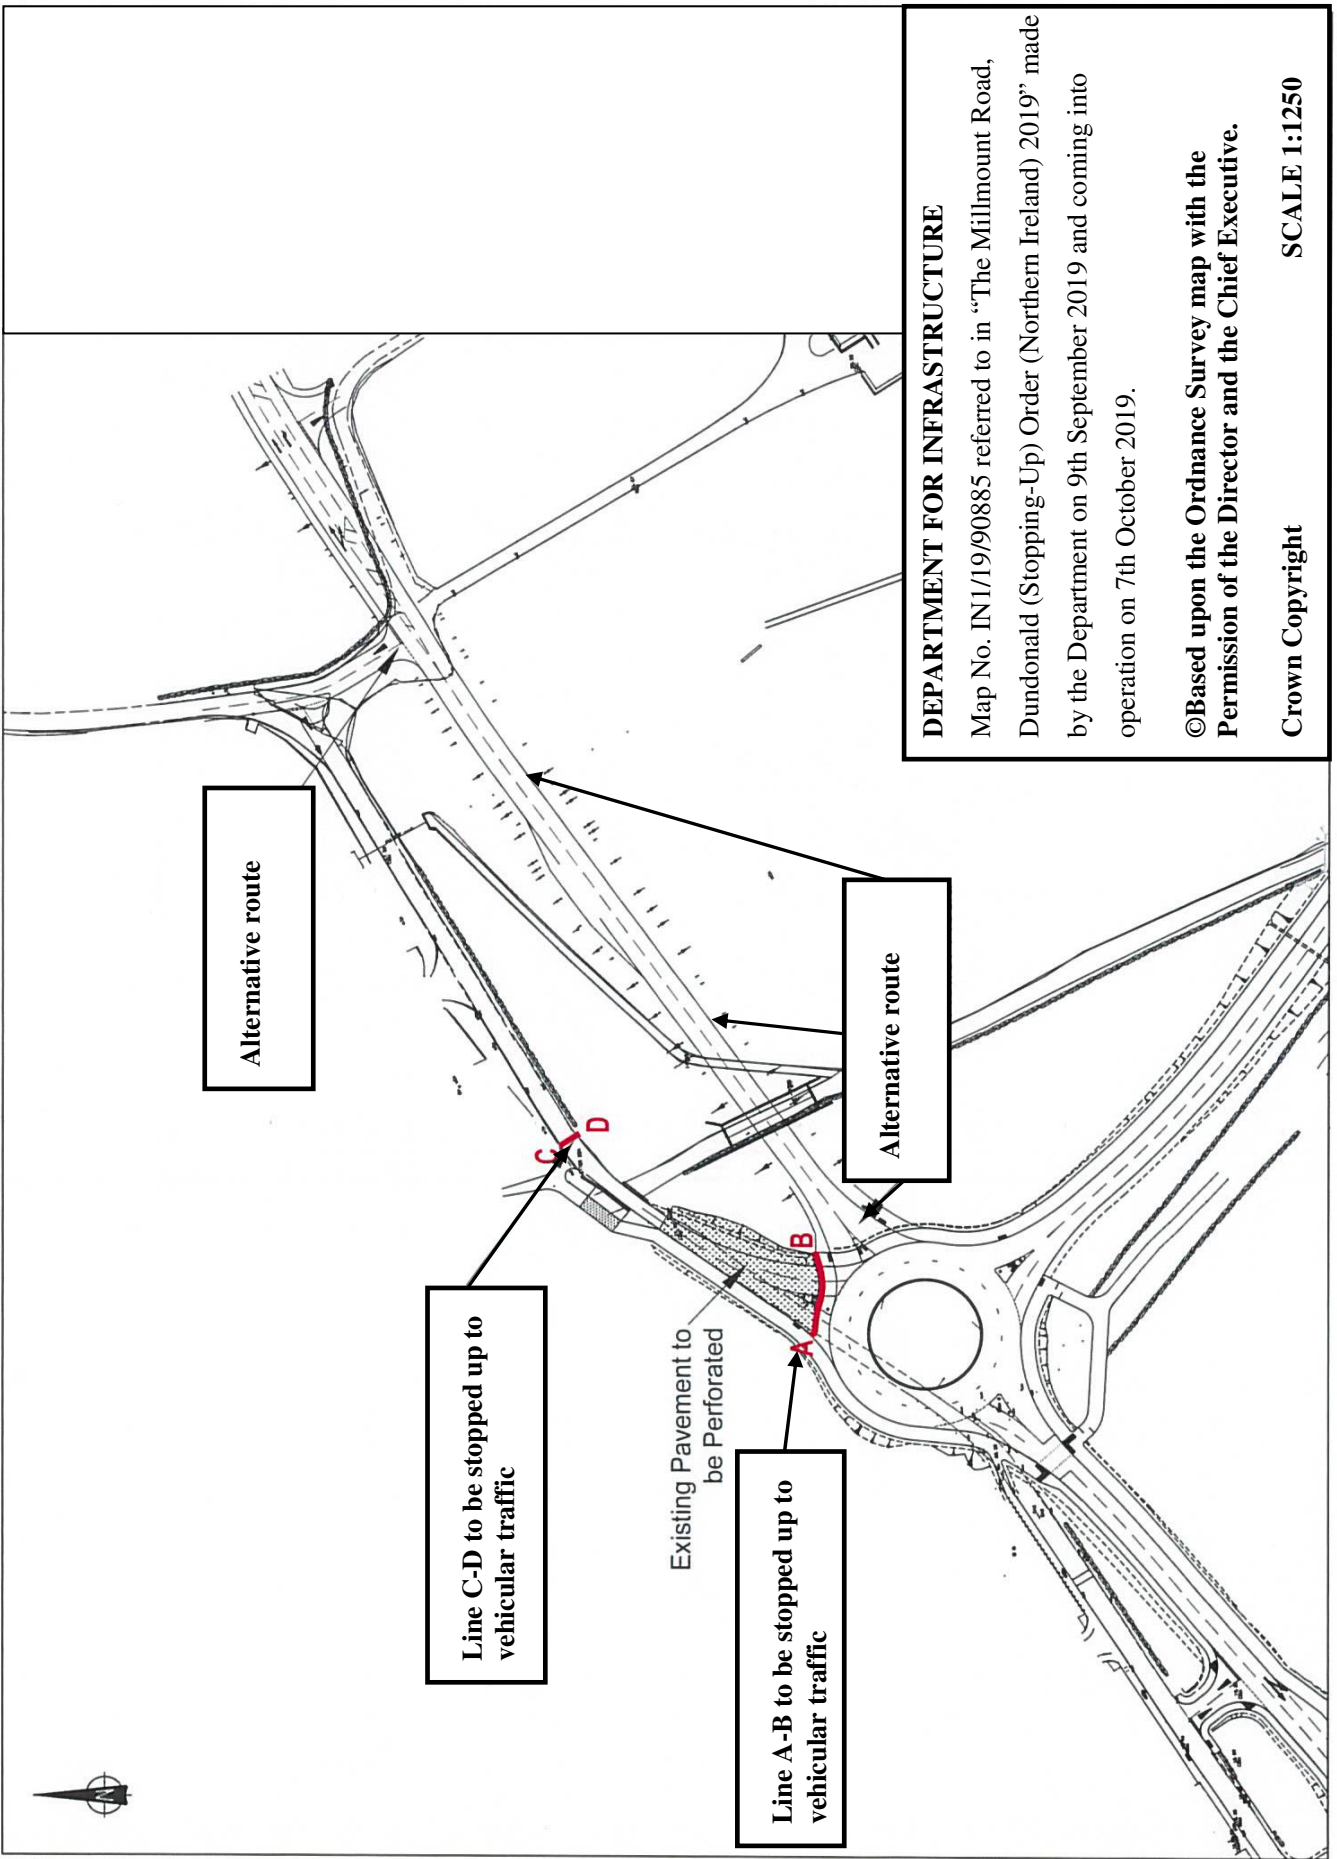 Alternative route
Line C-D to be stopped up to
vehicular traffic
C
D
Existing Pavement to
be Perforated
A
B
Line A-B to be stopped up to
vehicular traffic
Alternative route
DEPARTMENT FOR INFRASTRUCTURE
Map No. IN1/19/90885 referred to in “The Millmount Road,
Dundonald (Stopping-Up) Order (Northern Ireland) 2019” made
by the Department on 9th September 2019 and coming into
operation on 7th October 2019.
©Based upon the Ordnance Survey map with the
Permission of the Director and the Chief Executive.
Crown Copyright SCALE 1:1250